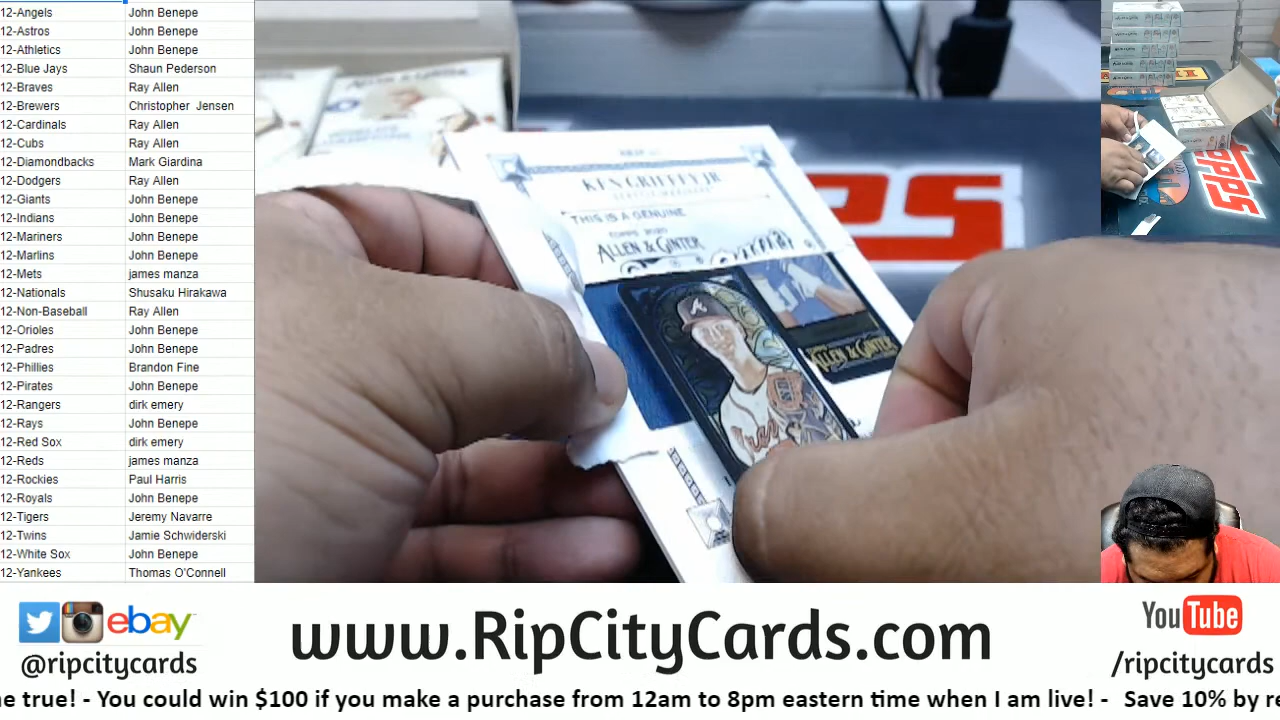 12-Angels John Benepe
12-Astros John Benepe
12-Athletics John Benepe
12-Blue Jays Shaun Pederson
12-Braves Ray Allen
12-Brewers Christopher Jensen
12-Cardinals Ray Allen
12-Cubs Ray Allen
12-Diamondbacks Mark Giardina
12-Dodgers Ray Allen
12-Giants John Benepe
12-Indians John Benepe
12-Mariners John Benepe
12-Marlins John Benepe
12-Mets james manza
12-Nationals Shusaku Hirakawa
12-Non-Baseball Ray Allen
12-Orioles John Benepe
12-Padres John Benepe
12-Phillies Brandon Fine
12-Pirates John Benepe
12-Rangers dirk emery
12-Rays John Benepe
12-Red Sox dirk emery
12-Reds james manza
12-Rockies Paul Harris
12-Royals John Benepe
12-Tigers Jeremy Navarre
12-Twins Jamie Schwiderski
12-White Sox John Benepe
12-Yankees Thomas O'Connell
KEN GRIFFEY JR
THIS IS A GENUINE
TOPPS 2020
ALLEN & GINTER
ALLEN & GINTER
PS
TOPPS
ebay
@ripcitycards
www.RipCityCards.com
YouTube
/ripcitycards
ne true! - You could win $100 if you make a purchase from 12am to 8pm eastern time when I am live! - Save 10% by re